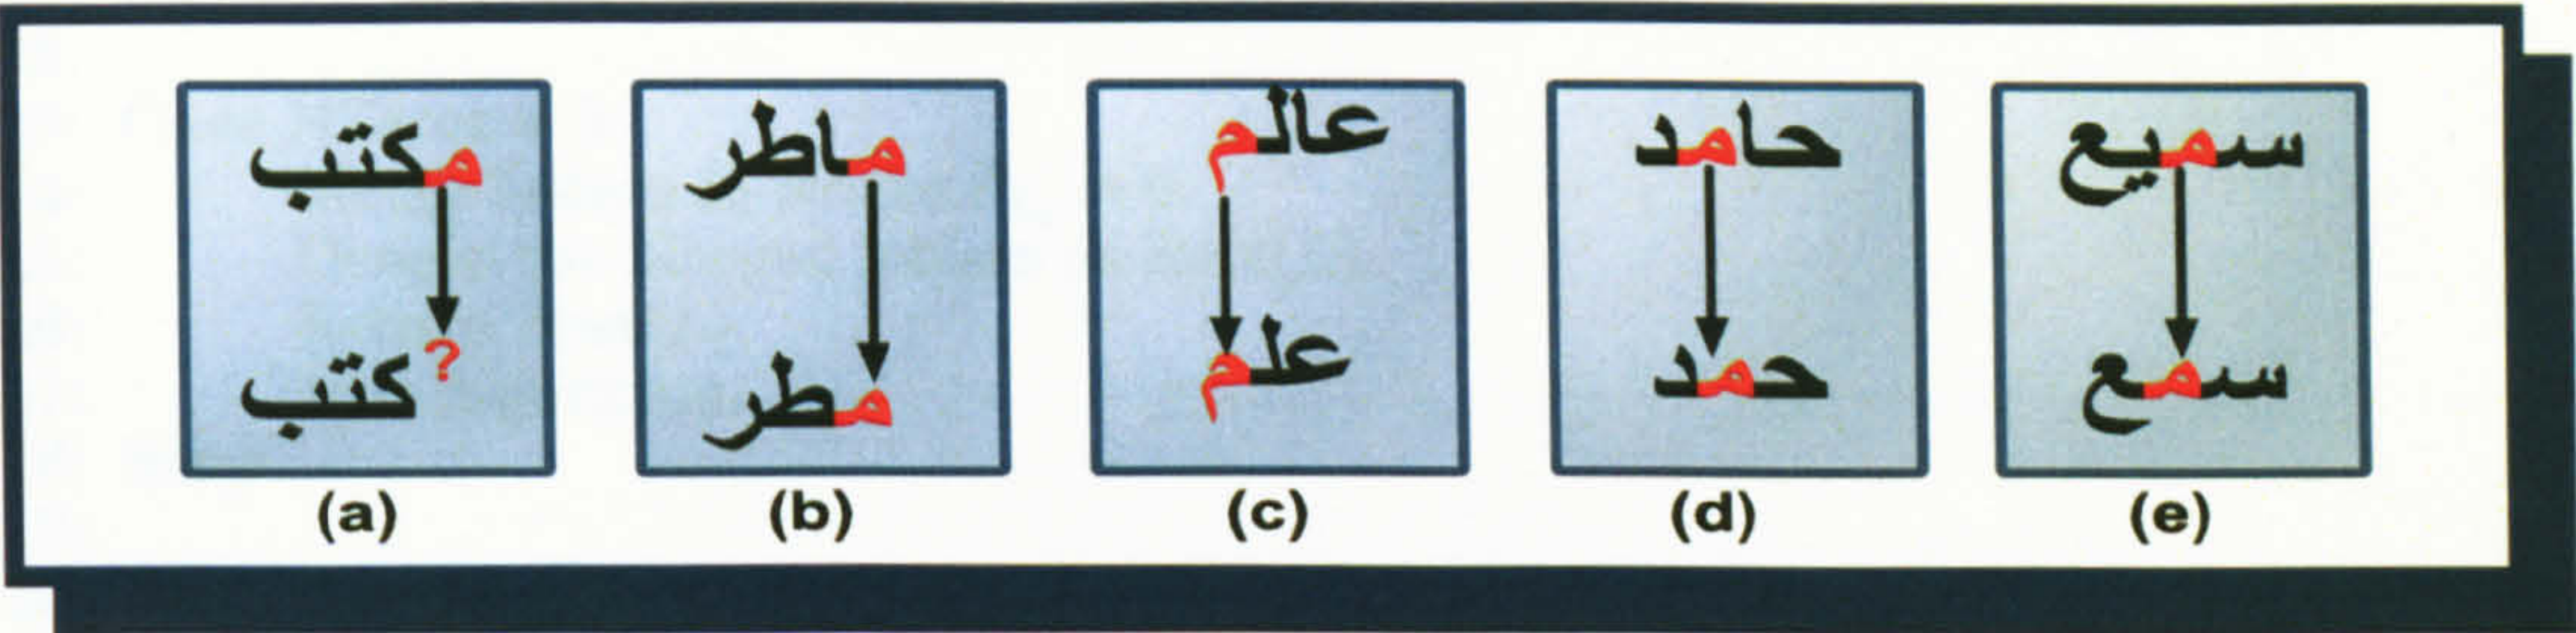 مكتب
? كتب
(a)
ماطر
مطر
(b)
عالم
علم
(c)
حامد
حمد
(d)
سميع
سمع
(e)